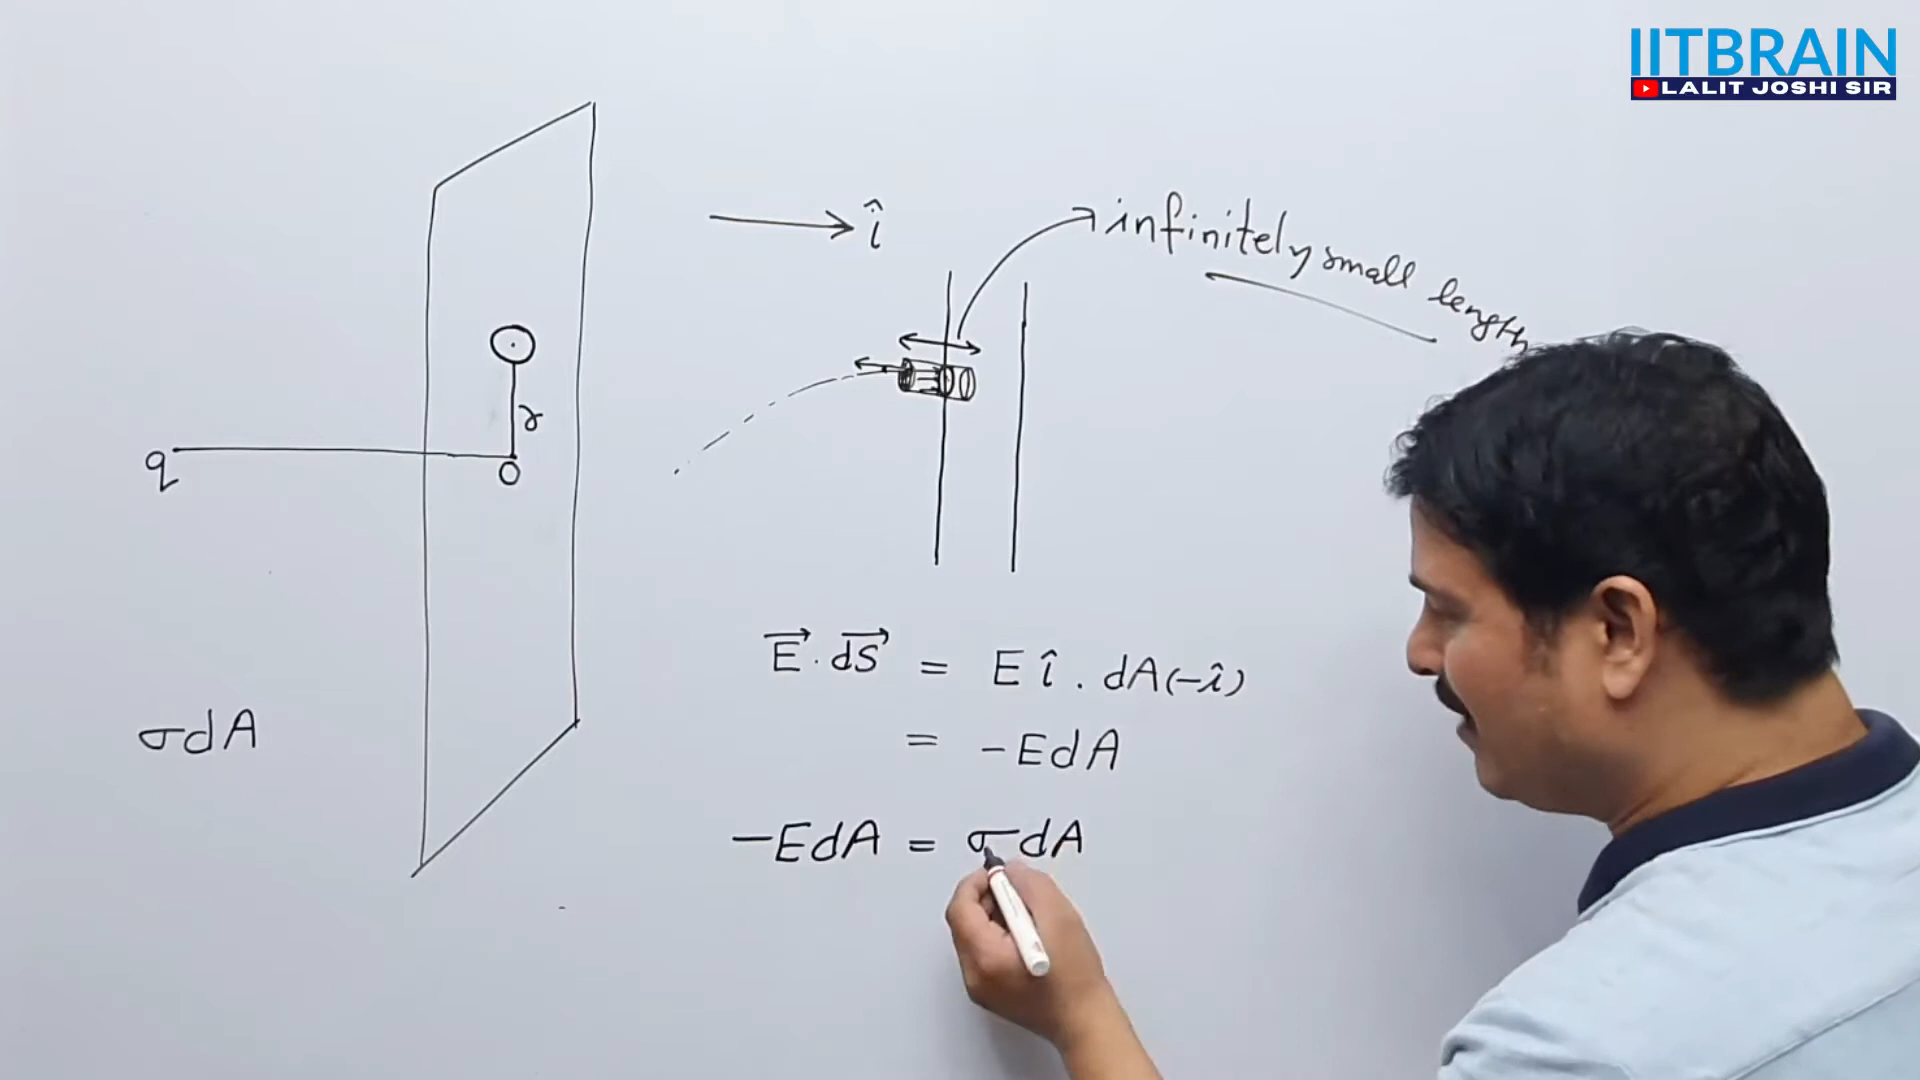 IITBRAIN
LALIT JOSHI SIR
î
infinitely small length
q
r
O
σdA
E⃗ . dS⃗ = E î . dA(-î)
= -EdA
-EdA = σdA